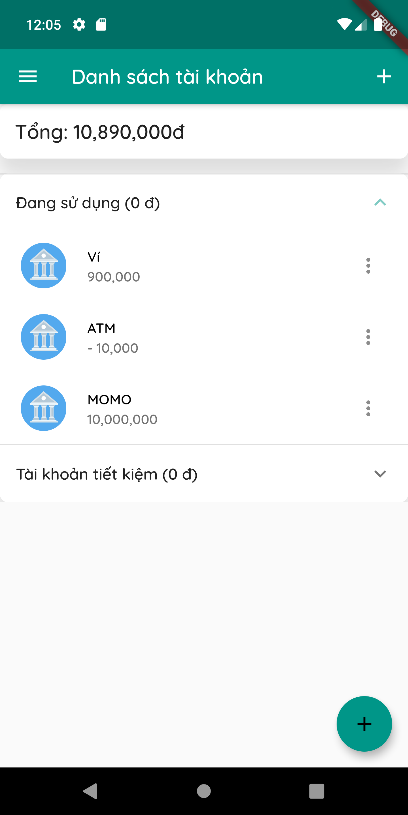 12:05
DEBUG
Danh sách tài khoản
Tổng: 10,890,000đ
Đang sử dụng (0 đ)
Ví
900,000
ATM
- 10,000
MOMO
10,000,000
Tài khoản tiết kiệm (0 đ)